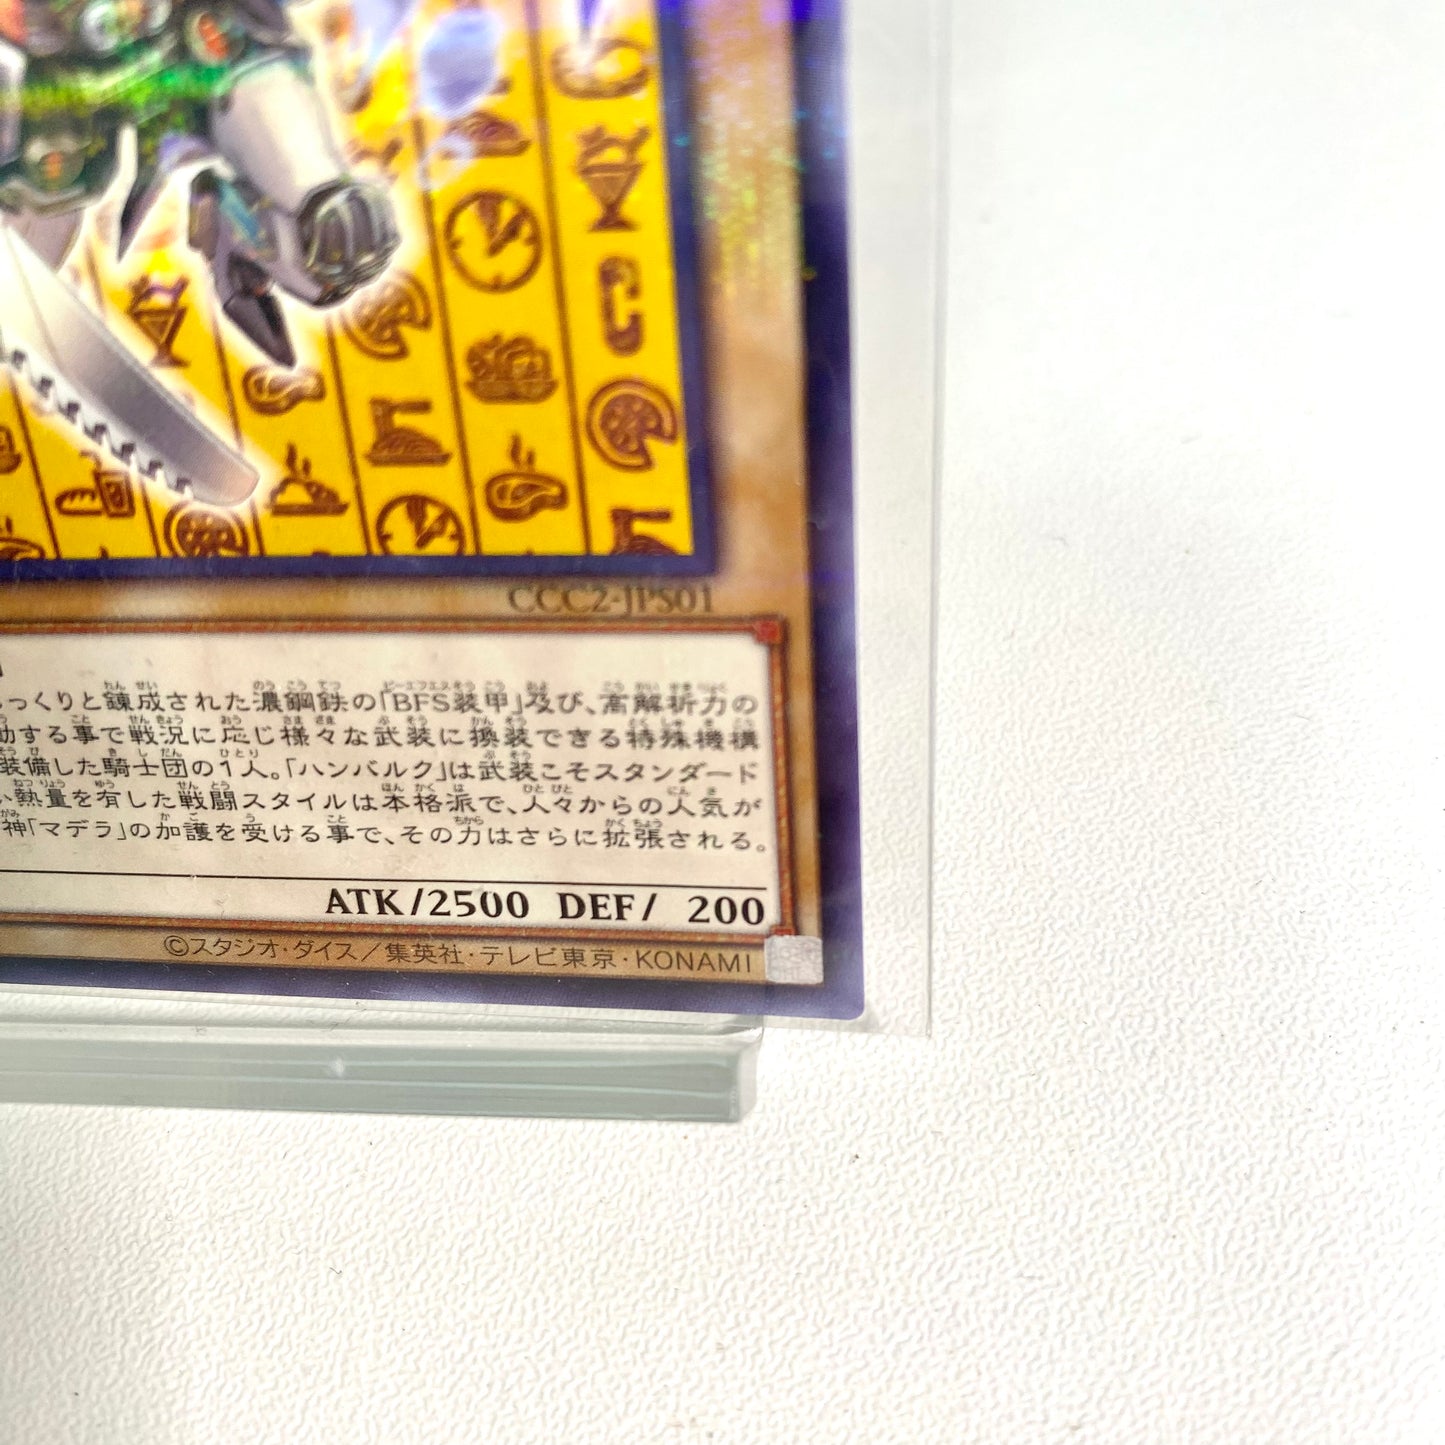 CCC2-JPS01
っくりと錬成された濃鋼鉄の「BFS装甲」及び、高解析力の
動する事で戦況に応じ様々な武装に換装できる特殊機構
装備した騎士団の1人。「ハンバルク」は武装こそスタンダード
い熱量を有した戦闘スタイルは本格派で、人々からの人気が
神「マデラ」の加護を受ける事で、その力はさらに拡張される。
ATK/2500 DEF/ 200
©スタジオ・ダイス／集英社・テレビ東京・KONAMI